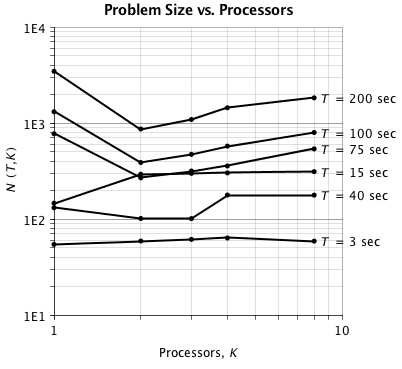 Problem Size vs. Processors
1E4
1E3
1E2
1E1
N (T,K)
T = 200 sec
T = 100 sec
T = 75 sec
T = 15 sec
T = 40 sec
T = 3 sec
1
10
Processors, K